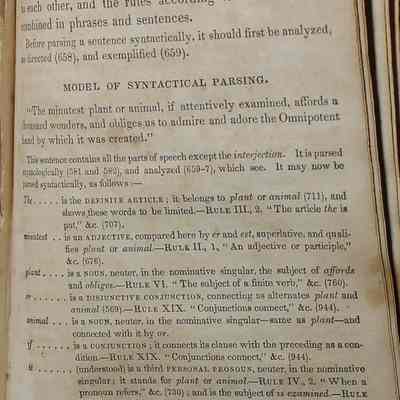 to each other, and the rules according
combined in phrases and sentences.
Before parsing a sentence syntactically, it should first be analyzed,
as directed (658), and exemplified (659).
MODEL OF SYNTACTICAL PARSING.
"The minutest plant or animal, if attentively examined, affords a
thousand wonders, and obliges us to admire and adore the Omnipotent
hand by which it was created."
This sentence contains all the parts of speech except the interjection. It is parsed
etymologically (581 and 582), and analyzed (659-7), which see. It may now be
parsed syntactically, as follows :—
The . . . . . is the DEFINITE ARTICLE; it belongs to plant or animal (711), and
shows these words to be limited.—RULE III., 2. "The article the is
put," &c. (707).
minutest . . is an ADJECTIVE, compared here by er and est, superlative, and quali-
fies plant or animal.—RULE II., 1, "An adjective or participle,"
&c. (676).
plant . . . . is a NOUN, neuter, in the nominative singular, the subject of affords
and obliges.—RULE VI. "The subject of a finite verb," &c. (760).
or . . . . . . is a DISJUNCTIVE CONJUNCTION, connecting as alternates plant and
animal (569).—RULE XIX. "Conjunctions connect," &c. (944).
animal . . . is a NOUN, neuter, in the nominative singular—same as plant—and
connected with it by or.
if . . . . . . is a CONJUNCTION; it connects its clause with the preceding as a con-
dition.—RULE XIX. "Conjunctions connect," &c. (944).
it . . . . . . (understood) is a third PERSONAL PRONOUN, neuter, in the nominative
singular; it stands for plant or animal.—RULE IV., 2. "When a
pronoun refers," &c. (730); and is the subject of is examined.—RULE